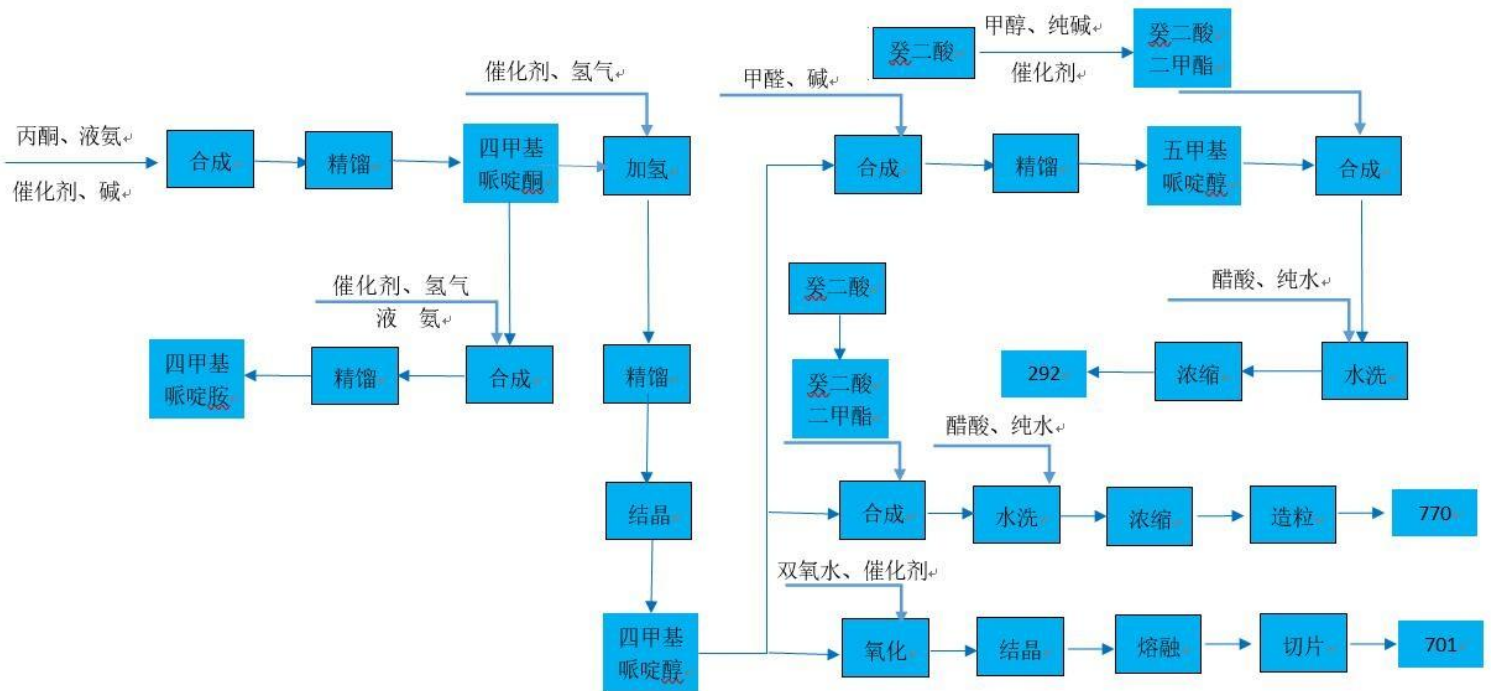 癸二酸
甲醇、纯碱
催化剂
癸二酸
二甲酯
催化剂、氢气
甲醛、碱
丙酮、液氨
催化剂、碱
合成
精馏
四甲基
哌啶酮
加氢
合成
精馏
五甲基
哌啶醇
合成
催化剂、氢气
液 氨
四甲基
哌啶胺
精馏
合成
精馏
癸二酸
癸二酸
二甲酯
醋酸、纯水
292
浓缩
水洗
醋酸、纯水
结晶
合成
水洗
浓缩
造粒
770
双氧水、催化剂
四甲基
哌啶醇
氧化
结晶
熔融
切片
701